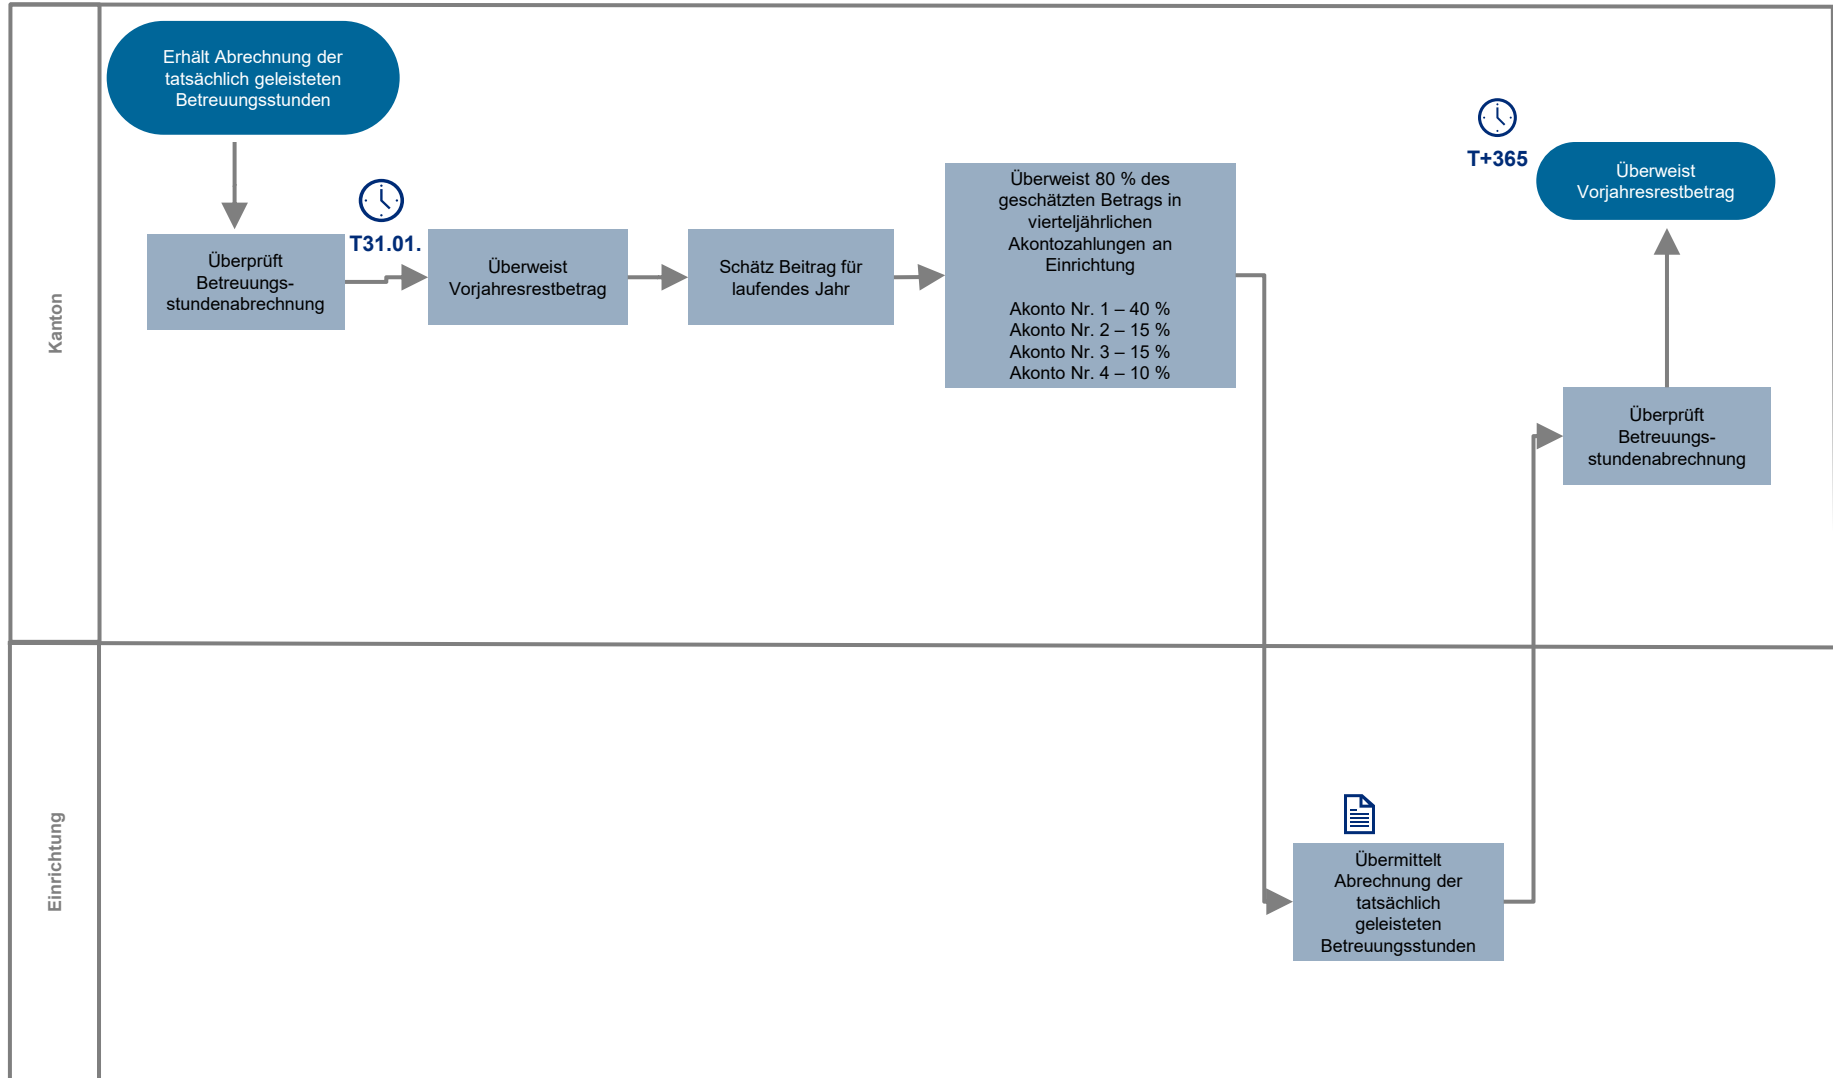 Kanton
Erhält Abrechnung der
tatsächlich geleisteten
Betreuungsstunden
Überprüft
Betreuungs-
stundenabrechnung
T31.01.
Überweist
Vorjahresrestbetrag
Schätz Beitrag für
laufendes Jahr
Überweist 80 % des
geschätzten Betrags in
vierteljährlichen
Akontozahlungen an
Einrichtung
Akonto Nr. 1 – 40 %
Akonto Nr. 2 – 15 %
Akonto Nr. 3 – 15 %
Akonto Nr. 4 – 10 %
T+365
Überweist
Vorjahresrestbetrag
Überprüft
Betreuungs-
stundenabrechnung
Einrichtung
Übermittelt
Abrechnung der
tatsächlich
geleisteten
Betreuungsstunden